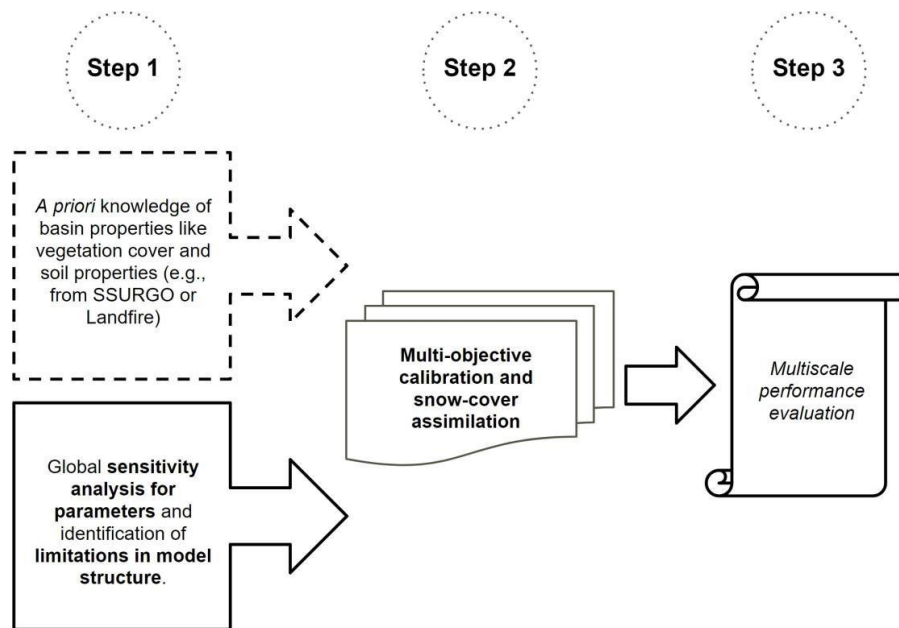 Step 1
Step 2
Step 3
A priori knowledge of
basin properties like
vegetation cover and
soil properties (e.g.,
from SSURGO or
Landfire)
Global sensitivity
analysis for
parameters and
identification of
limitations in model
structure.
Multi-objective
calibration and
snow-cover
assimilation
Multiscale
performance
evaluation